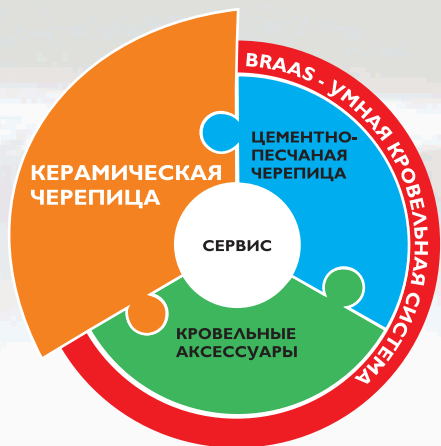 BRAAS - УМНАЯ КРОВЕЛЬНАЯ СИСТЕМА
ЦЕМЕНТНО-
ПЕСЧАНАЯ
ЧЕРЕПИЦА
КЕРАМИЧЕСКАЯ
ЧЕРЕПИЦА
СЕРВИС
КРОВЕЛЬНЫЕ
АКСЕССУАРЫ